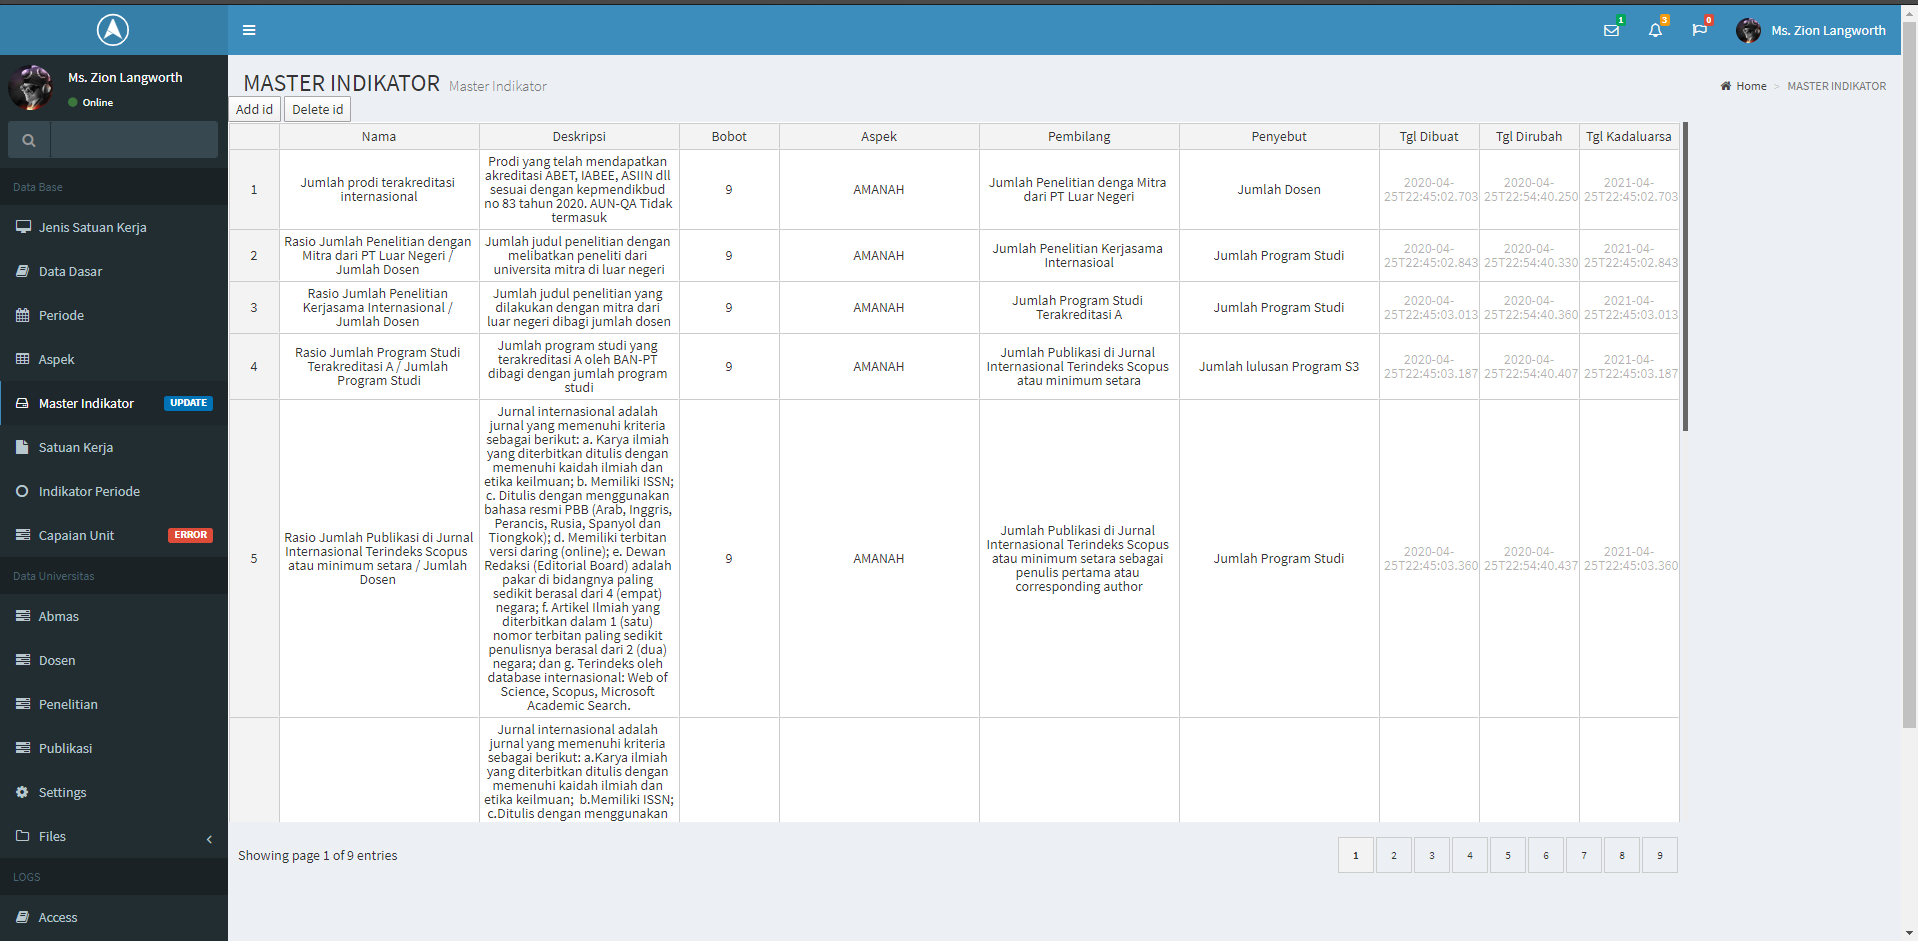 1
3
0
Ms. Zion Langworth
Ms. Zion Langworth
Online
Data Base
Jenis Satuan Kerja
Data Dasar
Periode
Aspek
Master Indikator
UPDATE
Satuan Kerja
Indikator Periode
Capaian Unit
ERROR
Data Universitas
Abmas
Dosen
Penelitian
Publikasi
Settings
Files
LOGS
Access
MASTER INDIKATOR Master Indikator
Home > MASTER INDIKATOR
Add id
Delete id
Nama
Deskripsi
Bobot
Aspek
Pembilang
Penyebut
Tgl Dibuat
Tgl Dirubah
Tgl Kadaluarsa
1
Jumlah prodi terakreditasi
internasional
Prodi yang telah mendapatkan
akreditasi ABET, IABEE, ASIIN dll
sesuai dengan kepmendikbud
no 83 tahun 2020. AUN-QA Tidak
termasuk
9
AMANAH
Jumlah Penelitian denga Mitra
dari PT Luar Negeri
Jumlah Dosen
2020-04-
25T22:45:02.703
2020-04-
25T22:54:40.250
2021-04-
25T22:45:02.703
2
Rasio Jumlah Penelitian dengan
Mitra dari PT Luar Negeri /
Jumlah Dosen
Jumlah judul penelitian dengan
melibatkan peneliti dari
universita mitra di luar negeri
9
AMANAH
Jumlah Penelitian Kerjasama
Internasioal
Jumlah Program Studi
2020-04-
25T22:45:02.843
2020-04-
25T22:54:40.330
2021-04-
25T22:45:02.843
3
Rasio Jumlah Penelitian
Kerjasama Internasional /
Jumlah Dosen
Jumlah judul penelitian yang
dilakukan dengan mitra dari
luar negeri dibagi jumlah dosen
9
AMANAH
Jumlah Program Studi
Terakreditasi A
Jumlah Program Studi
2020-04-
25T22:45:03.013
2020-04-
25T22:54:40.360
2021-04-
25T22:45:03.013
4
Rasio Jumlah Program Studi
Terakreditasi A / Jumlah
Program Studi
Jumlah program studi yang
terakreditasi A oleh BAN-PT
dibagi dengan jumlah program
studi
9
AMANAH
Jumlah Publikasi di Jurnal
Internasional Terindeks Scopus
atau minimum setara
Jumlah lulusan Program S3
2020-04-
25T22:45:03.187
2020-04-
25T22:54:40.407
2021-04-
25T22:45:03.187
5
Rasio Jumlah Publikasi di Jurnal
Internasional Terindeks Scopus
atau minimum setara / Jumlah
Dosen
Jurnal internasional adalah
jurnal yang memenuhi kriteria
sebagai berikut: a. Karya ilmiah
yang diterbitkan ditulis dengan
memenuhi kaidah ilmiah dan
etika keilmuan; b. Memiliki ISSN;
c. Ditulis dengan menggunakan
bahasa resmi PBB (Arab, Inggris,
Perancis, Rusia, Spanyol dan
Tiongkok); d. Memiliki terbitan
versi daring (online); e. Dewan
Redaksi (Editorial Board) adalah
pakar di bidangnya paling
sedikit berasal dari 4 (empat)
negara; f. Artikel Ilmiah yang
diterbitkan dalam 1 (satu)
nomor terbitan paling sedikit
penulisnya berasal dari 2 (dua)
negara; dan g. Terindeks oleh
database internasional: Web of
Science, Scopus, Microsoft
Academic Search.
9
AMANAH
Jumlah Publikasi di Jurnal
Internasional Terindeks Scopus
atau minimum setara sebagai
penulis pertama atau
corresponding author
Jumlah Program Studi
2020-04-
25T22:45:03.360
2020-04-
25T22:54:40.437
2021-04-
25T22:45:03.360
Jurnal internasional adalah
jurnal yang memenuhi kriteria
sebagai berikut: a.Karya ilmiah
yang diterbitkan ditulis dengan
memenuhi kaidah ilmiah dan
etika keilmuan; b.Memiliki ISSN;
c.Ditulis dengan menggunakan
Showing page 1 of 9 entries
1 2 3 4 5 6 7 8 9